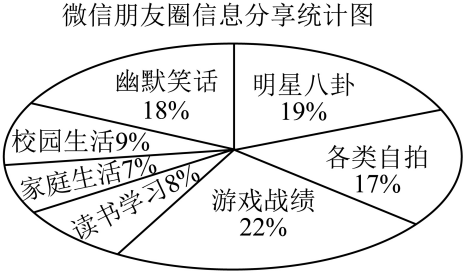 微信朋友圈信息分享统计图
幽默笑话
18%
明星八卦
19%
校园生活9%
家庭生活7%
读书学习8%
各类自拍
17%
游戏战绩
22%